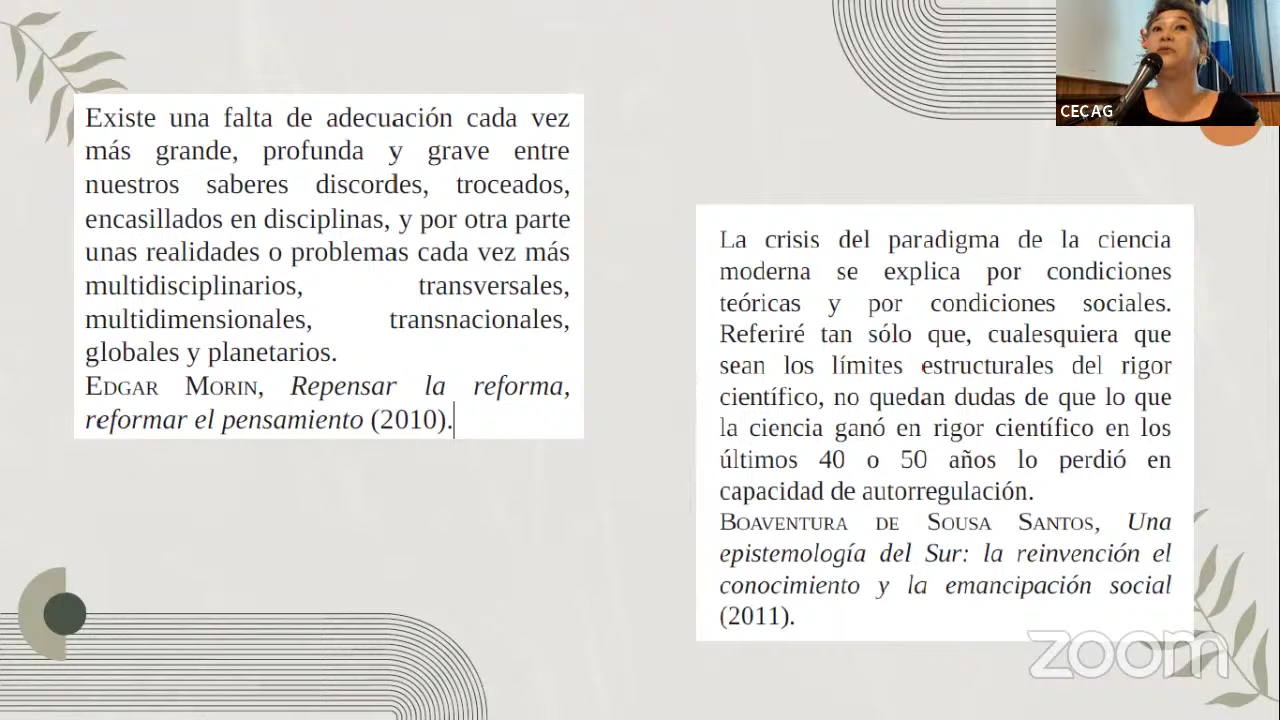 Existe una falta de adecuación cada vez
más grande, profunda y grave entre
nuestros saberes discordes, troceados,
encasillados en disciplinas, y por otra parte
unas realidades o problemas cada vez más
multidisciplinarios, transversales,
multidimensionales, transnacionales,
globales y planetarios.
EDGAR MORIN, Repensar la reforma,
reformar el pensamiento (2010).
CECAG
La crisis del paradigma de la ciencia
moderna se explica por condiciones
teóricas y por condiciones sociales.
Referiré tan sólo que, cualesquiera que
sean los límites estructurales del rigor
científico, no quedan dudas de que lo que
la ciencia ganó en rigor científico en los
últimos 40 o 50 años lo perdió en
capacidad de autorregulación.
BOAVENTURA DE SOUSA SANTOS, Una
epistemología del Sur: la reinvención el
conocimiento y la emancipación social
(2011).
zoom